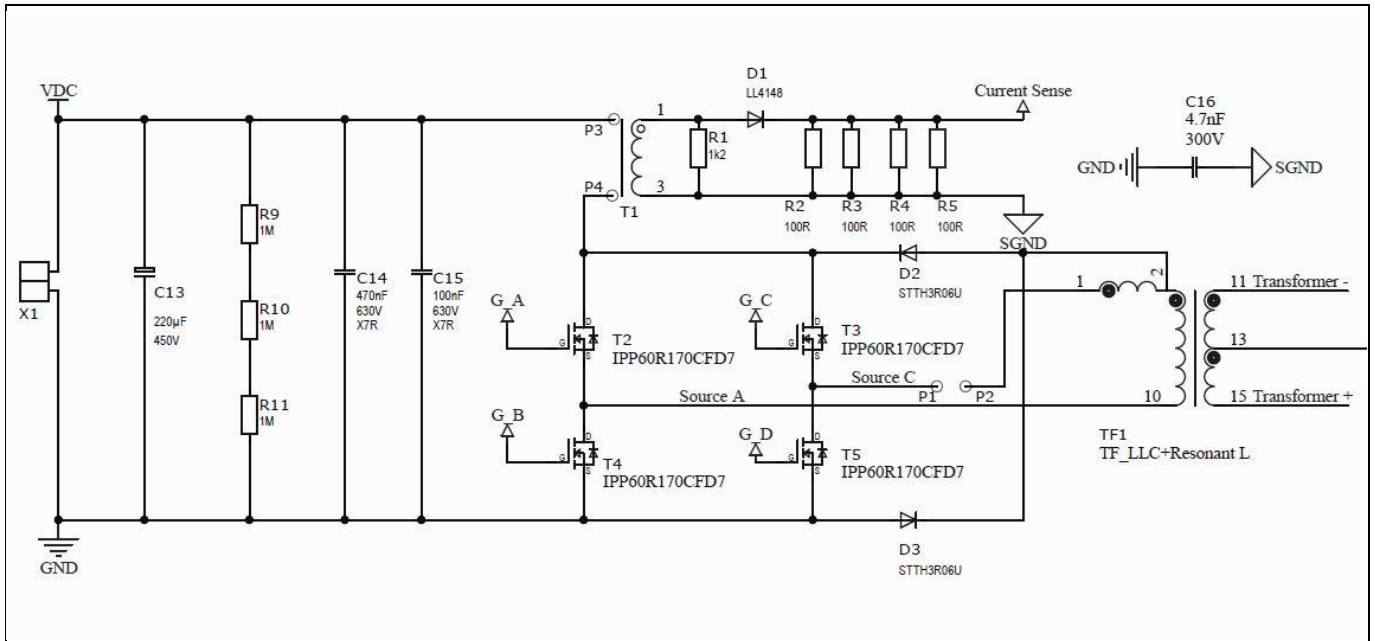 VDC
X1
C13
220µF
450V
R9
1M
R10
1M
R11
1M
C14
470nF
630V
X7R
C15
100nF
630V
X7R
GND
P3
P4
1
3
T1
R1
1k2
D1
LL4148
R2
100R
R3
100R
R4
100R
R5
100R
Current Sense
SGND
C16
4.7nF
300V
GND
SGND
D2
STTH3R06U
G_A
G
D
S
T2
IPP60R170CFD7
G_C
G
D
S
T3
IPP60R170CFD7
Source C
P1
P2
Source A
G_B
G
D
S
T4
IPP60R170CFD7
G_D
G
D
S
T5
IPP60R170CFD7
D3
STTH3R06U
1
2
10
11 Transformer -
13
15 Transformer +
TF1
TF_LLC+Resonant L